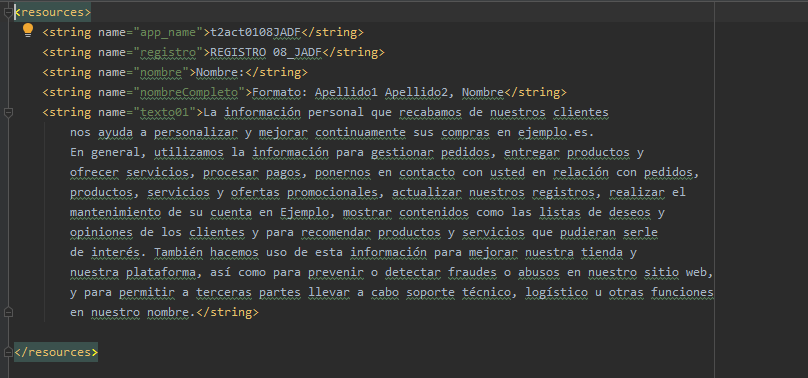 <resources>
<string name="app_name">t2act0108JADF</string>
<string name="registro">REGISTRO 08_JADF</string>
<string name="nombre">Nombre:</string>
<string name="nombreCompleto">Formato: Apellido1 Apellido2, Nombre</string>
<string name="texto01">La información personal que recabamos de nuestros clientes
nos ayuda a personalizar y mejorar continuamente sus compras en ejemplo.es.
En general, utilizamos la información para gestionar pedidos, entregar productos y
ofrecer servicios, procesar pagos, ponernos en contacto con usted en relación con pedidos,
productos, servicios y ofertas promocionales, actualizar nuestros registros, realizar el
mantenimiento de su cuenta en Ejemplo, mostrar contenidos como las listas de deseos y
opiniones de los clientes y para recomendar productos y servicios que pudieran serle
de interés. También hacemos uso de esta información para mejorar nuestra tienda y
nuestra plataforma, así como para prevenir o detectar fraudes o abusos en nuestro sitio web,
y para permitir a terceras partes llevar a cabo soporte técnico, logístico u otras funciones
en nuestro nombre.</string>
</resources>